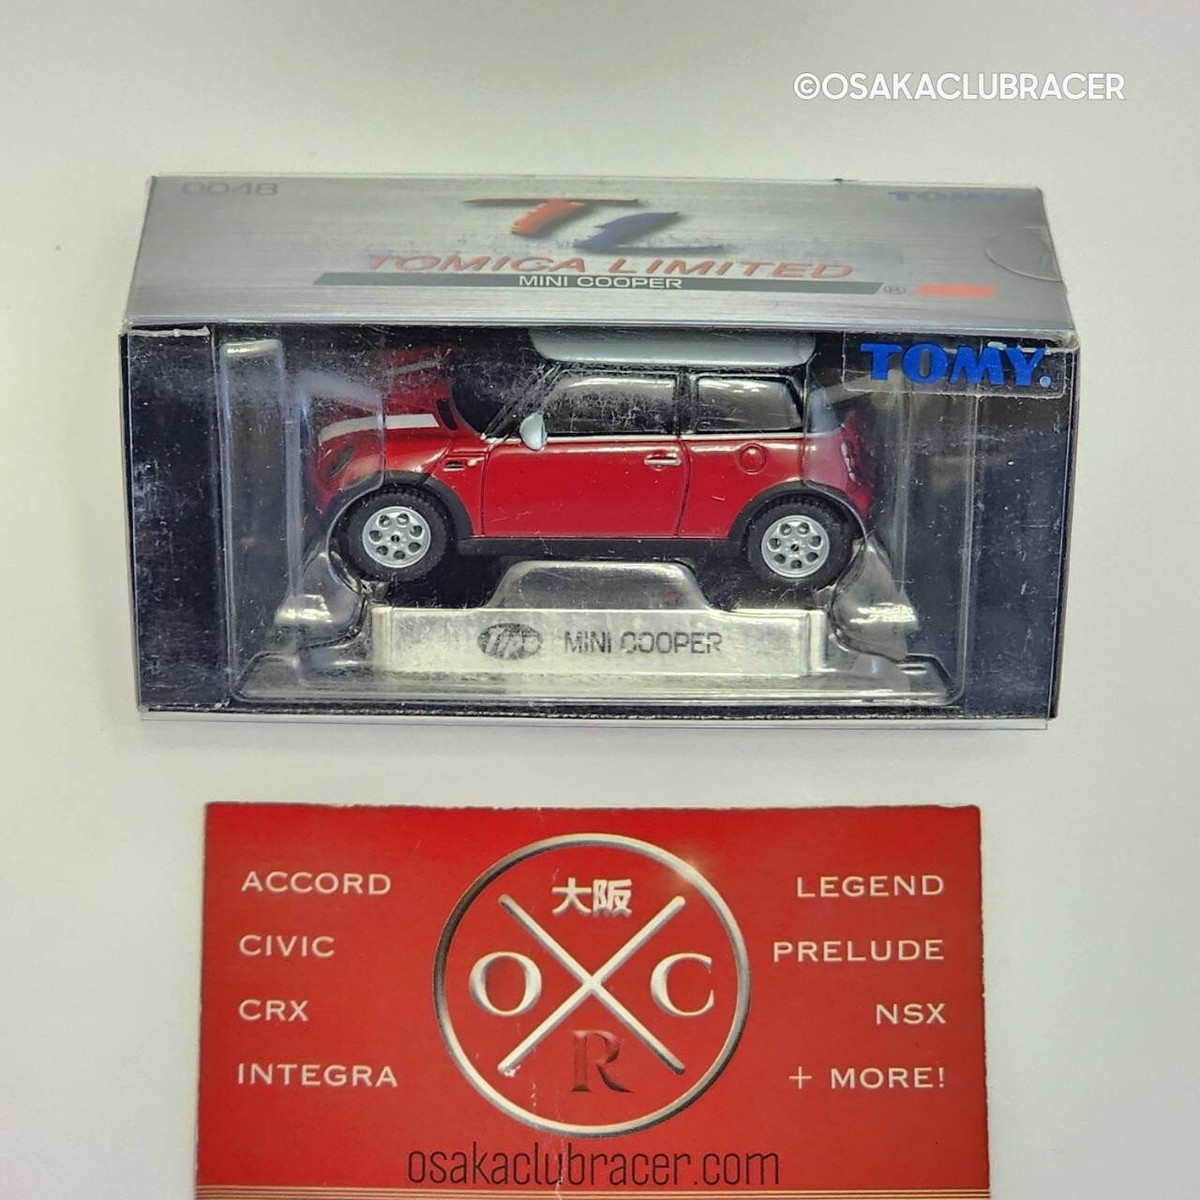 ©OSAKACLUBRACER
0048
TOMY
TL
TOMICA LIMITED
MINI COOPER
®
TOMY.
MINI COOPER
ACCORD
CIVIC
CRX
INTEGRA
大阪
O C
R
LEGEND
PRELUDE
NSX
+ MORE!
osakaclubracer.com